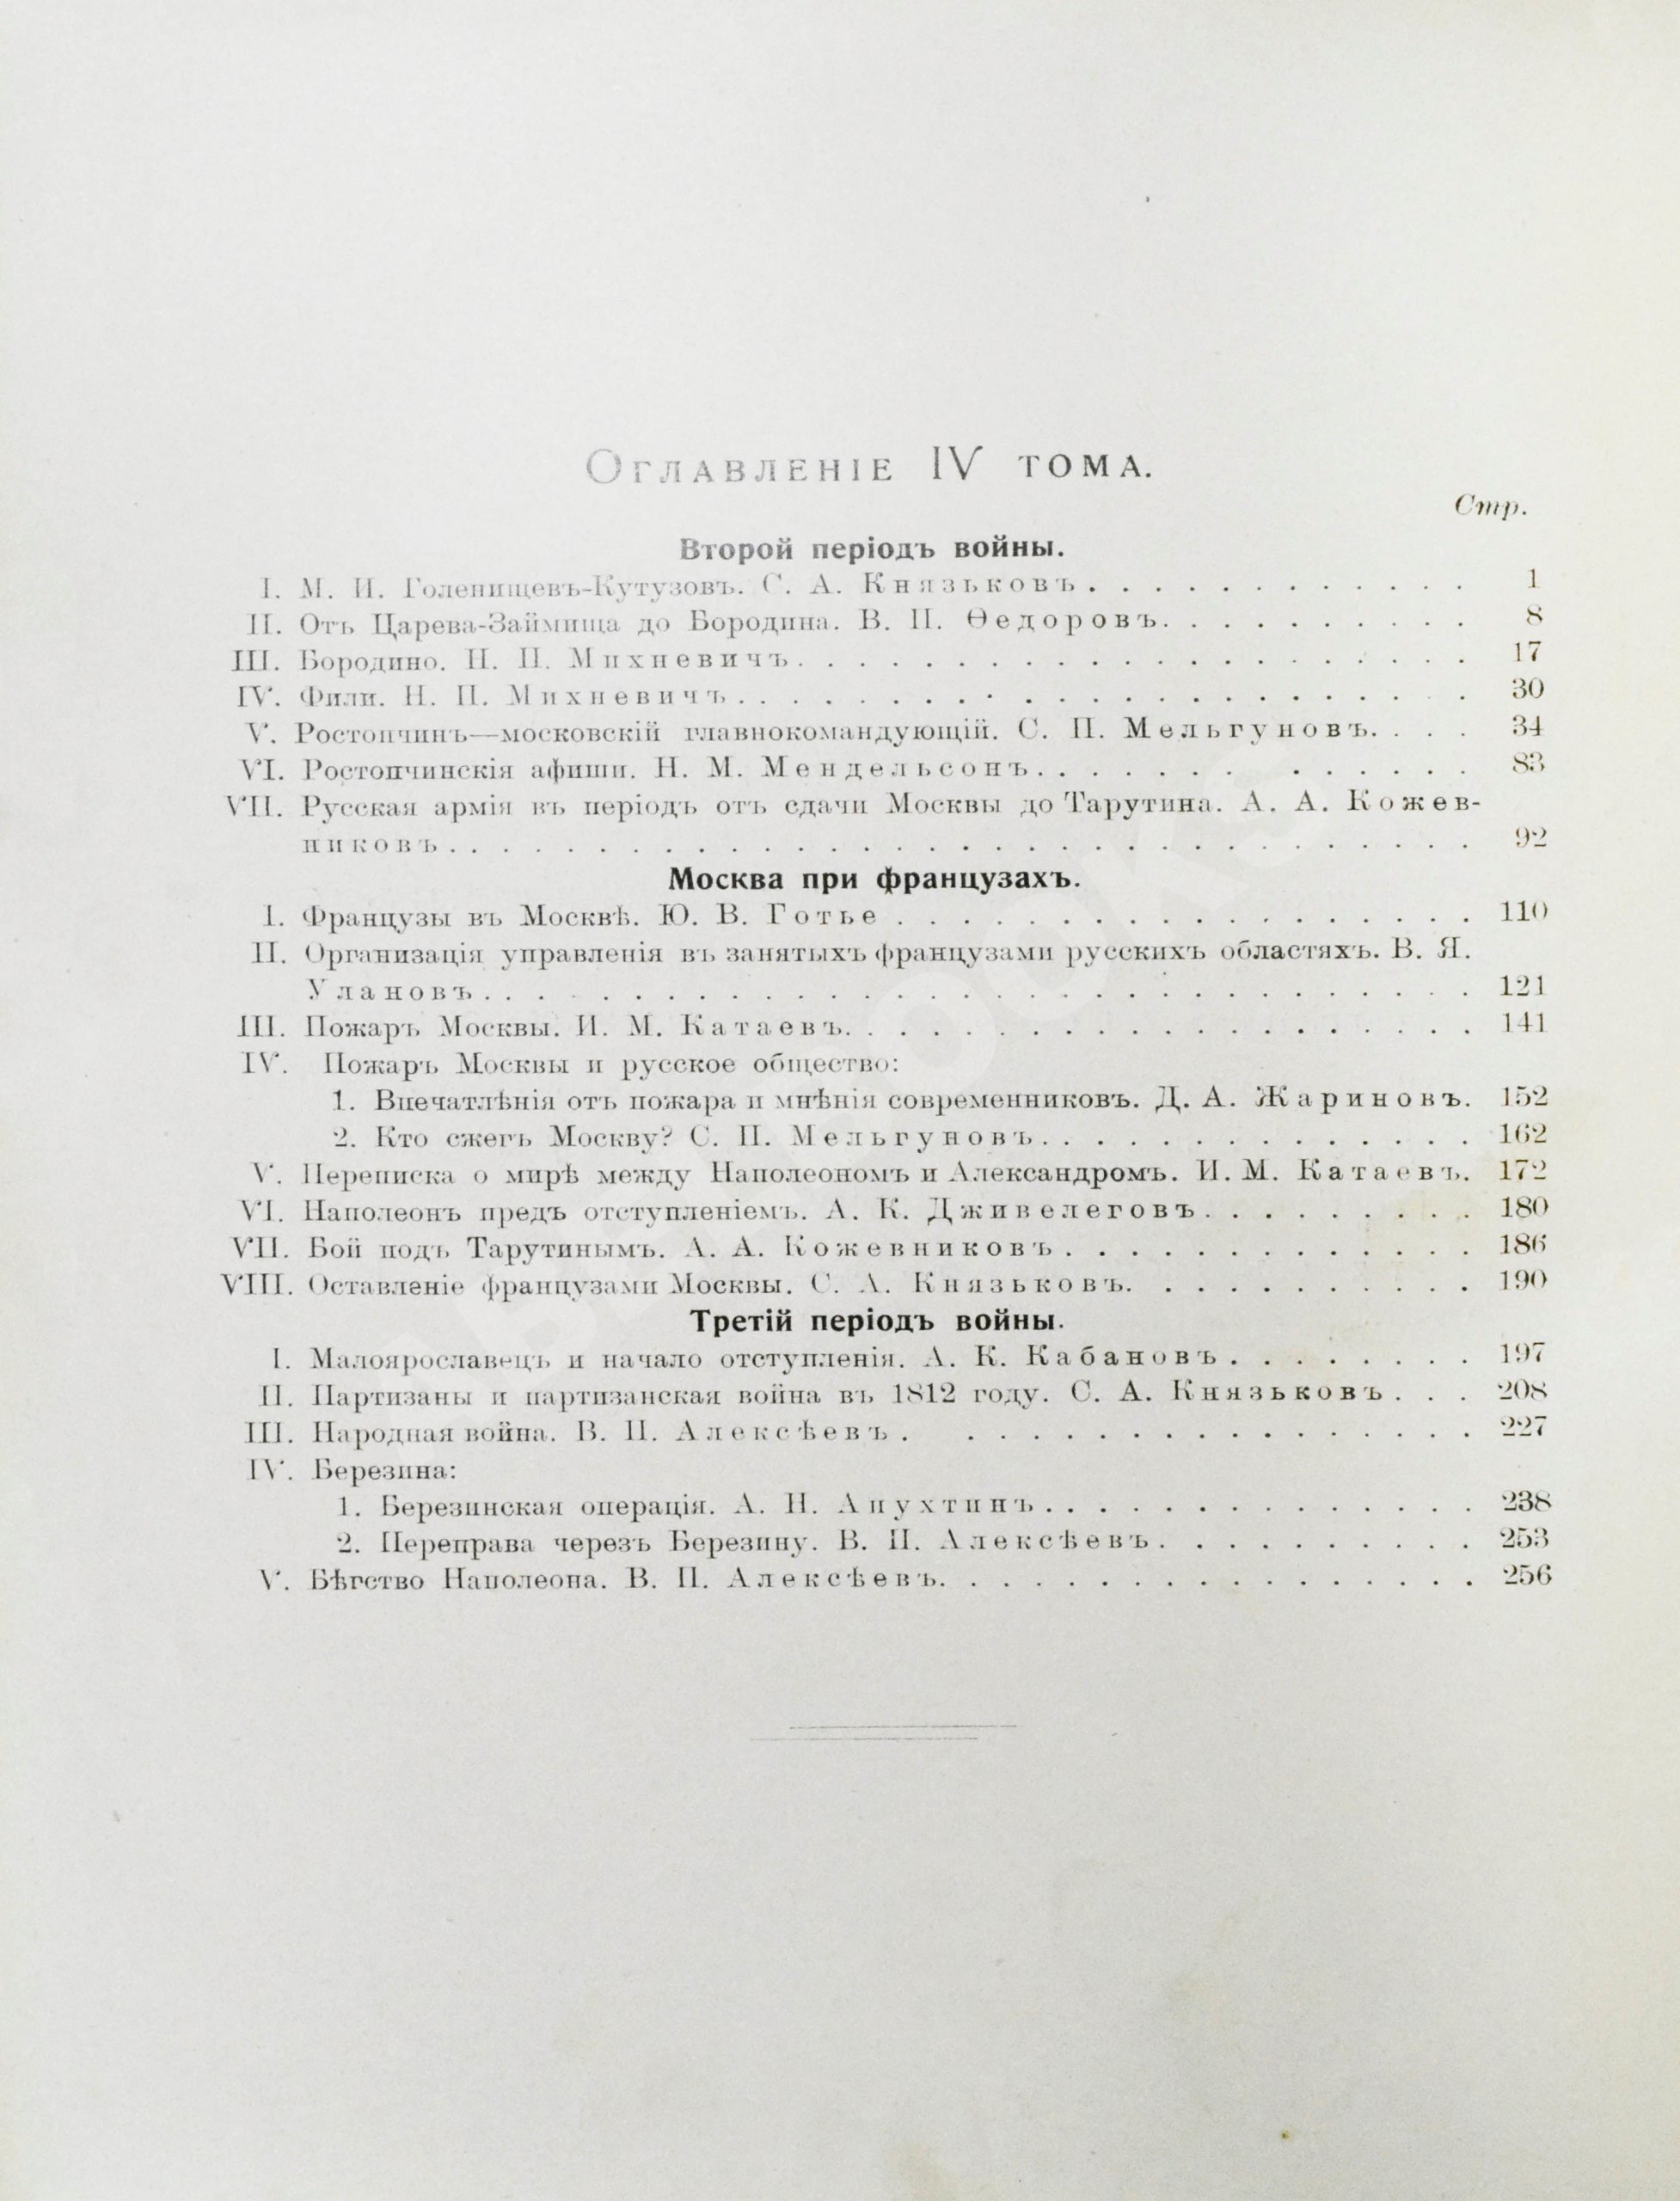 Оглавленіе IV тома.
Стр.
Второй періодъ войны.
I. М. И. Голенищевъ-Кутузовъ. С. А. Князьковъ. . . . . . . . . . . . . 1
II. Отъ Царева-Займища до Бородина. В. П. Ѳедоровъ. . . . . . . . . . 8
III. Бородино. Н. П. Михневичъ. . . . . . . . . . . . . . . . . . . . . 17
IV. Фили. Н. П. Михневичъ. . . . . . . . . . . . . . . . . . . . . . . 30
V. Ростопчинъ—московскій главнокомандующій. С. П. Мельгуновъ. . . . 34
VI. Ростопчинскія афиши. Н. М. Мендельсонъ. . . . . . . . . . . . . 83
VII. Русская армія въ періодъ отъ сдачи Москвы до Тарутина. А. А. Кожев-
никовъ. . . . . . . . . . . . . . . . . . . . . . . . . . . . . . . . 92
Москва при французахъ.
I. Французы въ Москвѣ. Ю. В. Готье . . . . . . . . . . . . . . . . . . 110
II. Организація управленія въ занятыхъ французами русскихъ областяхъ. В. Я.
Улановъ. . . . . . . . . . . . . . . . . . . . . . . . . . . . . . 121
III. Пожаръ Москвы. И. М. Катаевъ. . . . . . . . . . . . . . . . . . . . 141
IV. Пожаръ Москвы и русское общество:
1. Впечатлѣнія отъ пожара и мнѣнія современниковъ. Д. А. Жариновъ. 152
2. Кто сжегъ Москву? С. П. Мельгуновъ. . . . . . . . . . . . . . . 162
V. Переписка о мирѣ между Наполеономъ и Александромъ. И. М. Катаевъ. 172
VI. Наполеонъ предъ отступленіемъ. А. К. Дживелеговъ. . . . . . . . . 180
VII. Бой подъ Тарутинымъ. А. А. Кожевниковъ . . . . . . . . . . . . . 186
VIII. Оставленіе французами Москвы. С. А. Князьковъ. . . . . . . . . . . 190
Третій періодъ войны.
I. Малоярославецъ и начало отступленія. А. К. Кабановъ . . . . . . . . 197
II. Партизаны и партизанская война въ 1812 году. С. А. Князьковъ . . . 208
III. Народная война. В. П. Алексѣевъ . . . . . . . . . . . . . . . . . 227
IV. Березина:
1. Березинская операція. А. Н. Апухтинъ. . . . . . . . . . . . . . . 238
2. Переправа черезъ Березину. В. П. Алексѣевъ . . . . . . . . . . 253
V. Бѣгство Наполеона. В. П. Алексѣевъ. . . . . . . . . . . . . . . . . 256